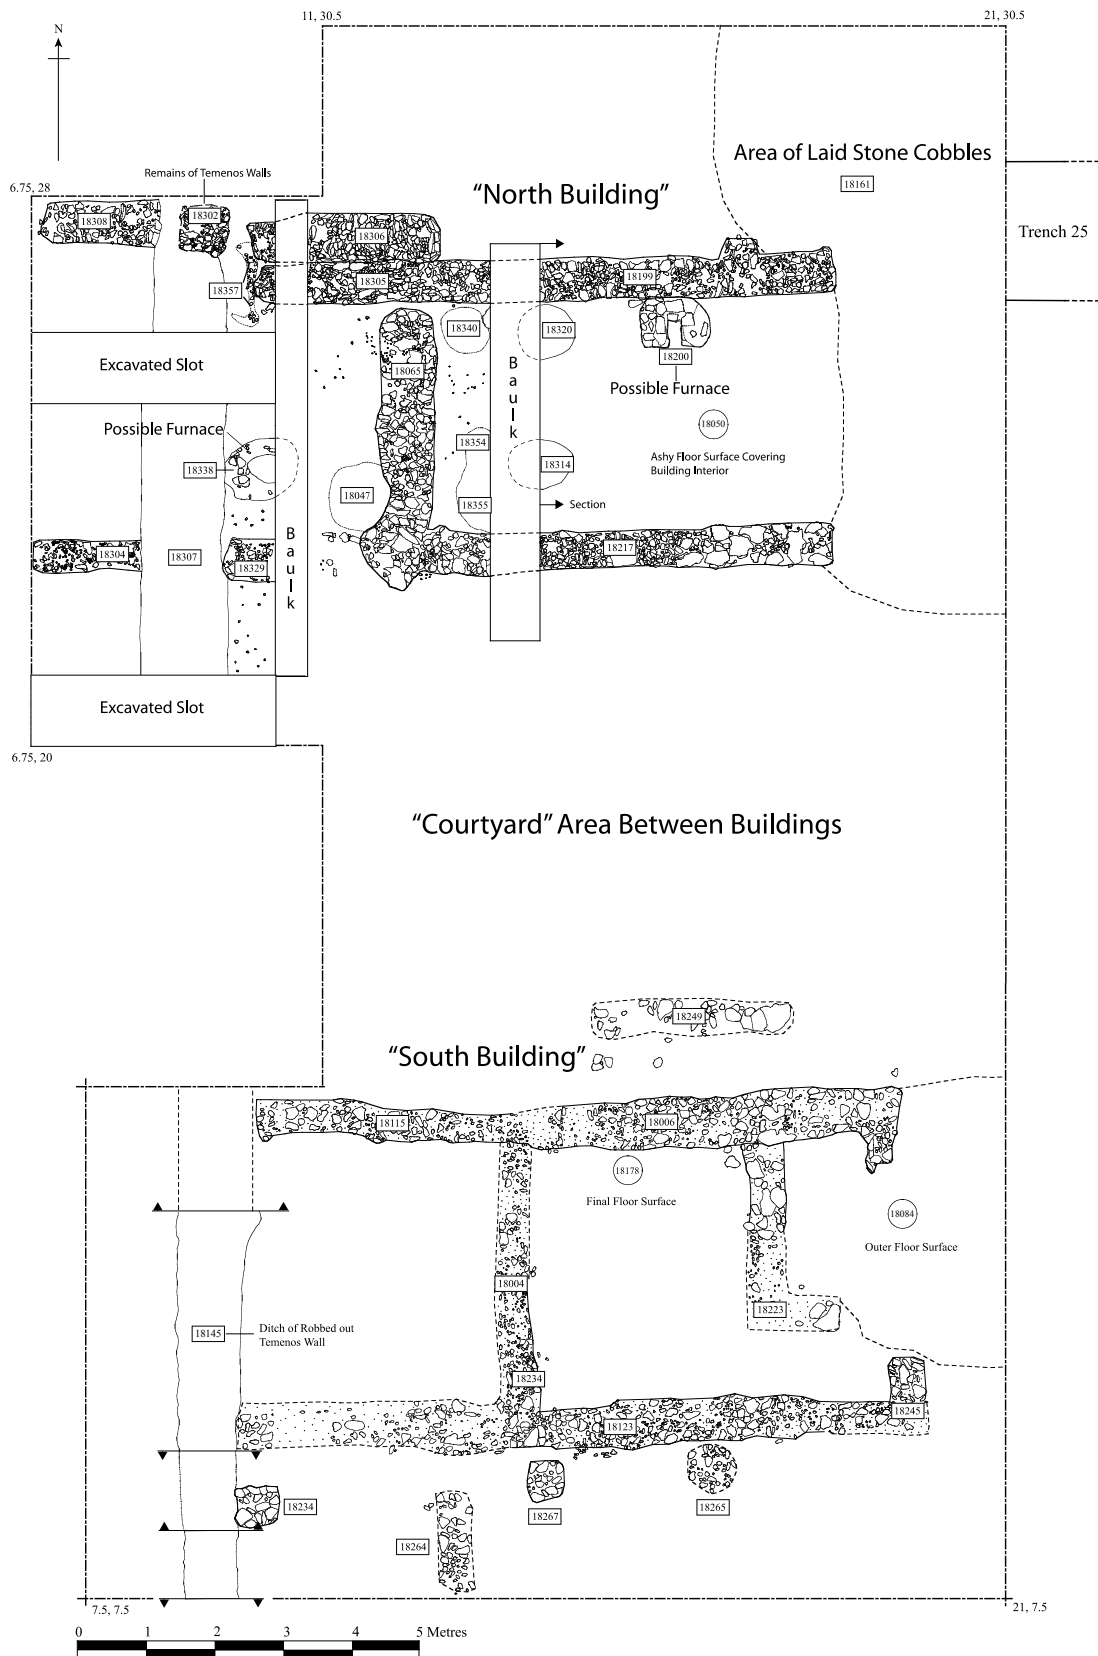 11, 30.5
21, 30.5
N
Area of Laid Stone Cobbles
18161
Remains of Temenos Walls
6.75, 28
"North Building"
18308
18302
18306
Trench 25
18305
18199
18357
18340
18320
18200
Excavated Slot
18065
Baulk
Possible Furnace
18050
Possible Furnace
18354
Ashy Floor Surface Covering
Building Interior
18338
18314
18047
18355
Section
Baulk
18304
18307
18329
18217
Excavated Slot
6.75, 20
"Courtyard" Area Between Buildings
18249
"South Building"
18115
18006
18178
Final Floor Surface
18084
Outer Floor Surface
18004
18223
18145
Ditch of Robbed out
Temenos Wall
18234
18245
18123
18234
18267
18265
18264
7.5, 7.5
21, 7.5
0 1 2 3 4 5 Metres